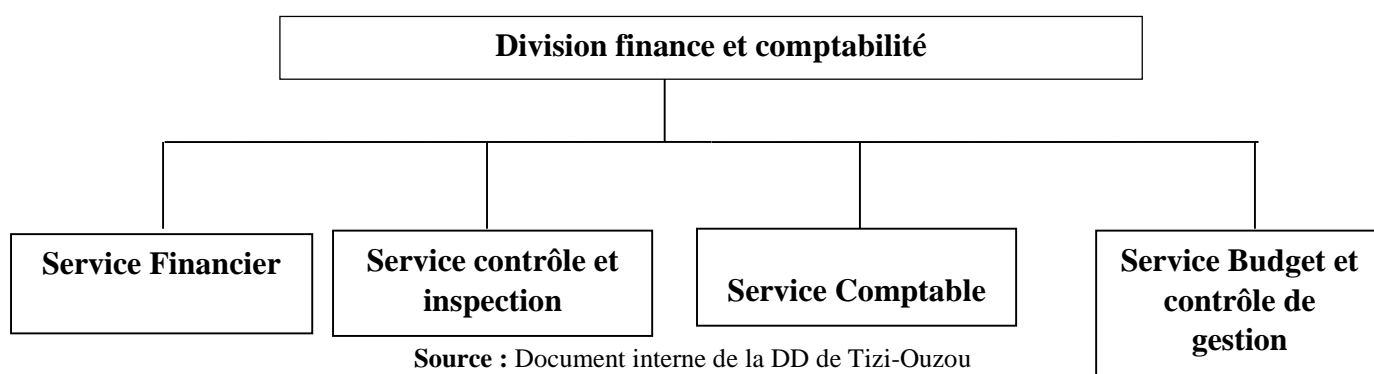 Division finance et comptabilité
Service Financier
Service contrôle et
inspection
Service Comptable
Service Budget et
contrôle de
gestion
Source : Document interne de la DD de Tizi-Ouzou